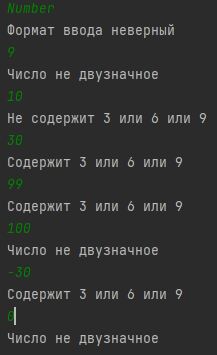 Number
Формат ввода неверный
9
Число не двузначное
10
Не содержит 3 или 6 или 9
30
Содержит 3 или 6 или 9
99
Содержит 3 или 6 или 9
100
Число не двузначное
-30
Содержит 3 или 6 или 9
0
Число не двузначное